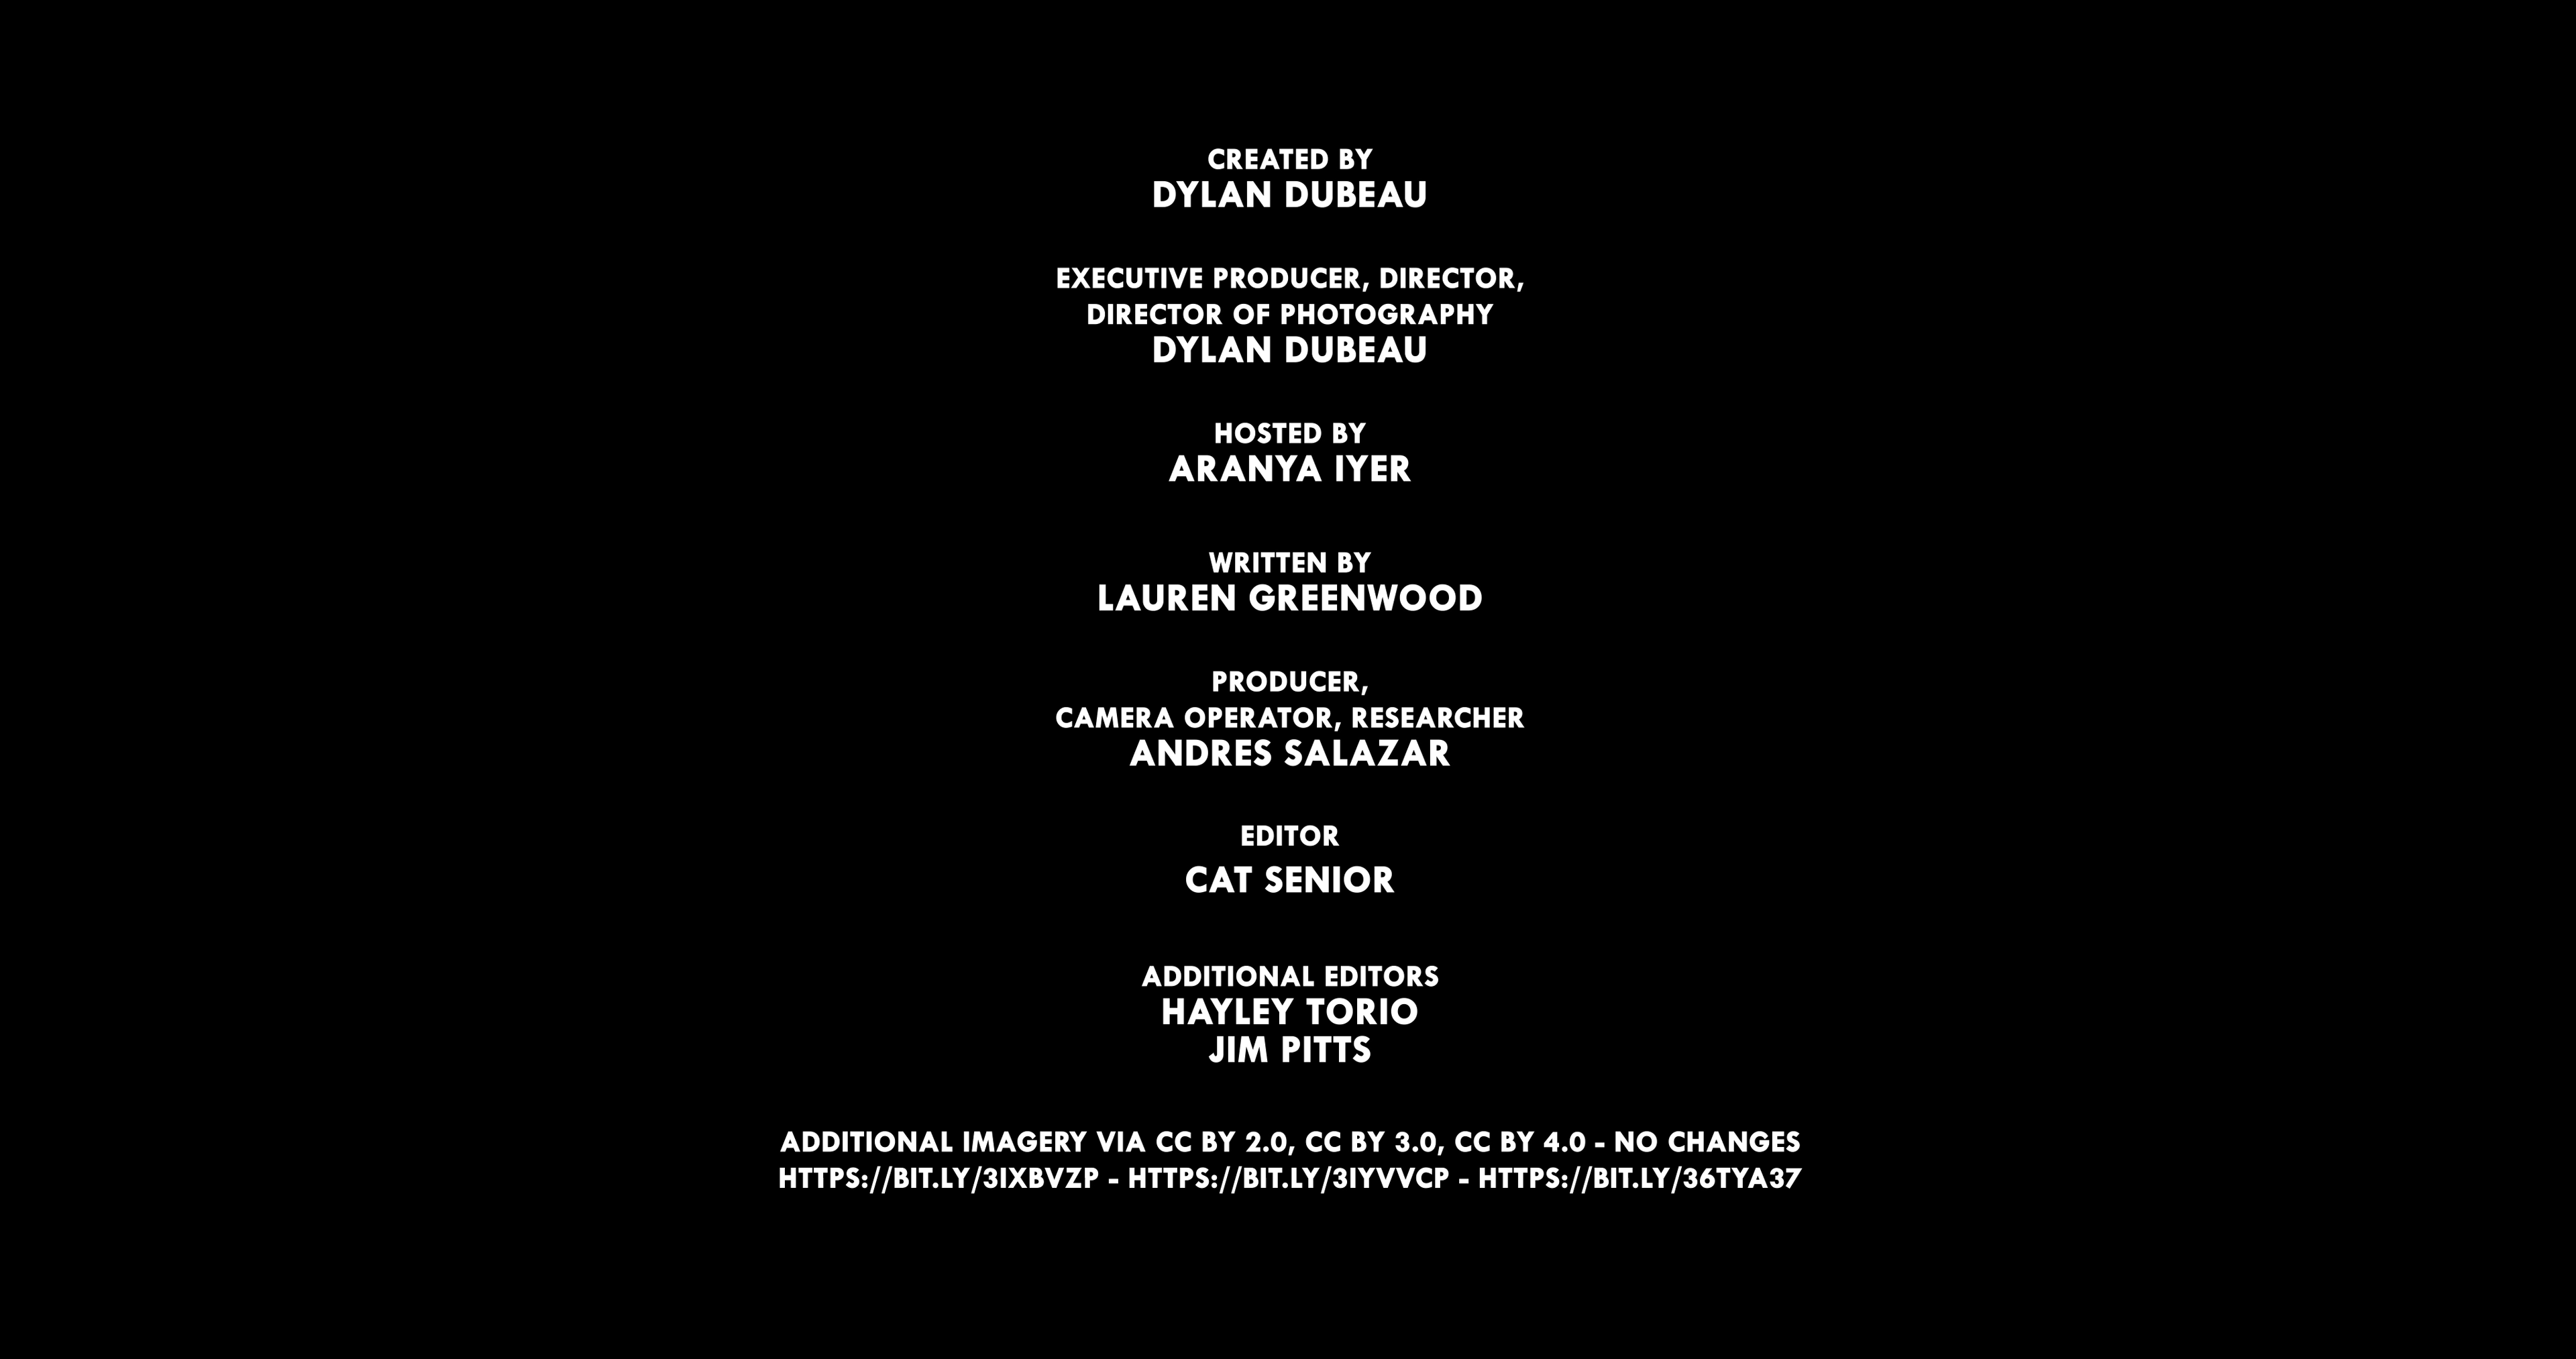 CREATED BY
DYLAN DUBEAU
EXECUTIVE PRODUCER, DIRECTOR,
DIRECTOR OF PHOTOGRAPHY
DYLAN DUBEAU
HOSTED BY
ARANYA IYER
WRITTEN BY
LAUREN GREENWOOD
PRODUCER,
CAMERA OPERATOR, RESEARCHER
ANDRES SALAZAR
EDITOR
CAT SENIOR
ADDITIONAL EDITORS
HAYLEY TORIO
JIM PITTS
ADDITIONAL IMAGERY VIA CC BY 2.0, CC BY 3.0, CC BY 4.0 - NO CHANGES
HTTPS://BIT.LY/3IXBVZP - HTTPS://BIT.LY/3IYVVCP - HTTPS://BIT.LY/36TYA37